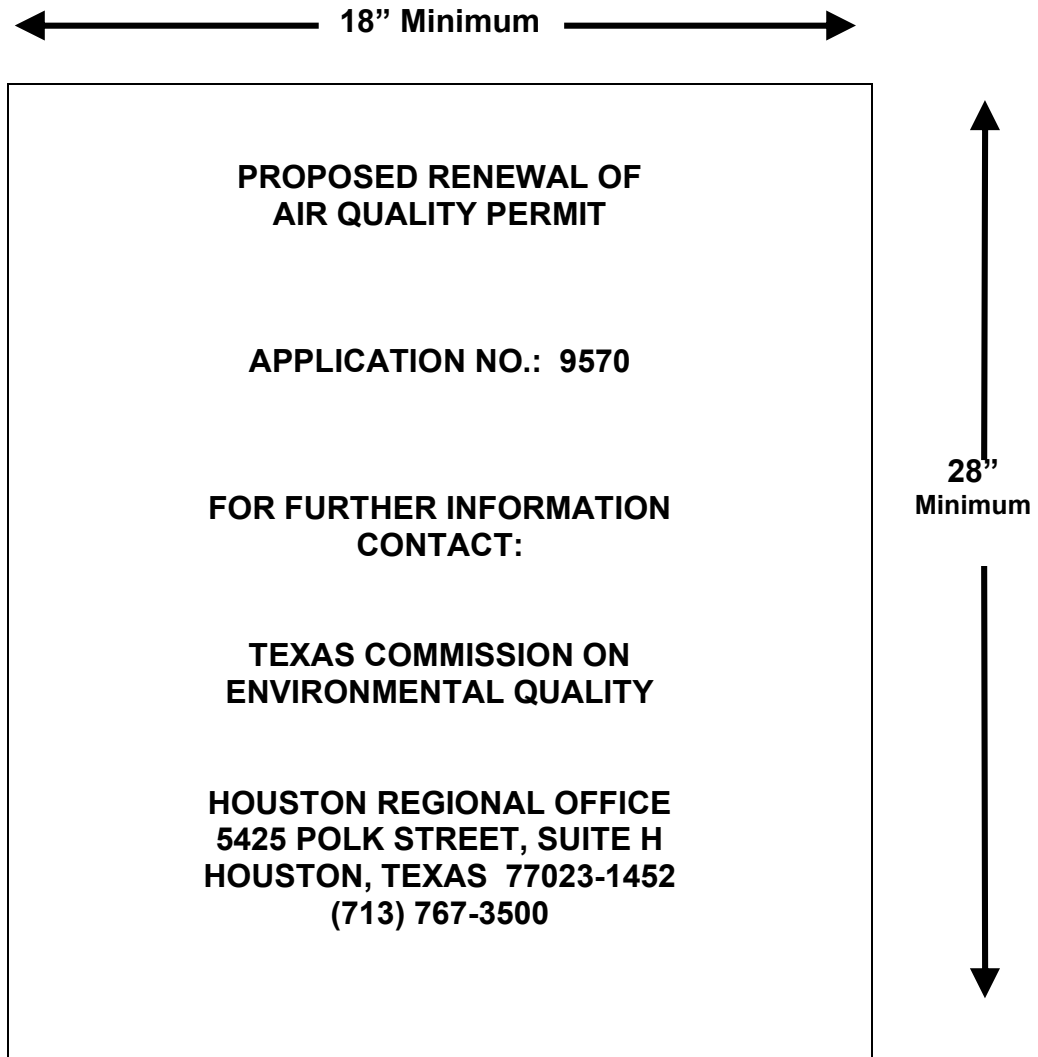 18” Minimum
PROPOSED RENEWAL OF
AIR QUALITY PERMIT
APPLICATION NO.: 9570
FOR FURTHER INFORMATION
CONTACT:
TEXAS COMMISSION ON
ENVIRONMENTAL QUALITY
HOUSTON REGIONAL OFFICE
5425 POLK STREET, SUITE H
HOUSTON, TEXAS 77023-1452
(713) 767-3500
28”
Minimum